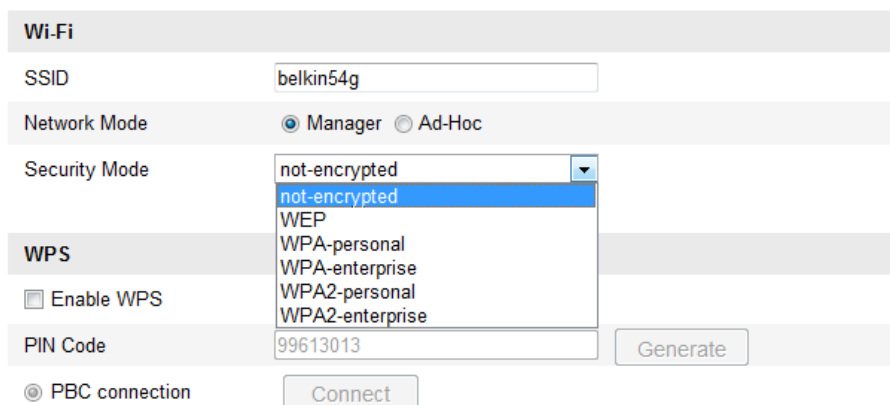 Wi-Fi
SSID belkin54g
Network Mode Manager Ad-Hoc
Security Mode not-encrypted
not-encrypted
WEP
WPA-personal
WPA-enterprise
WPA2-personal
WPA2-enterprise
WPS
Enable WPS
PIN Code 99613013 Generate
PBC connection Connect